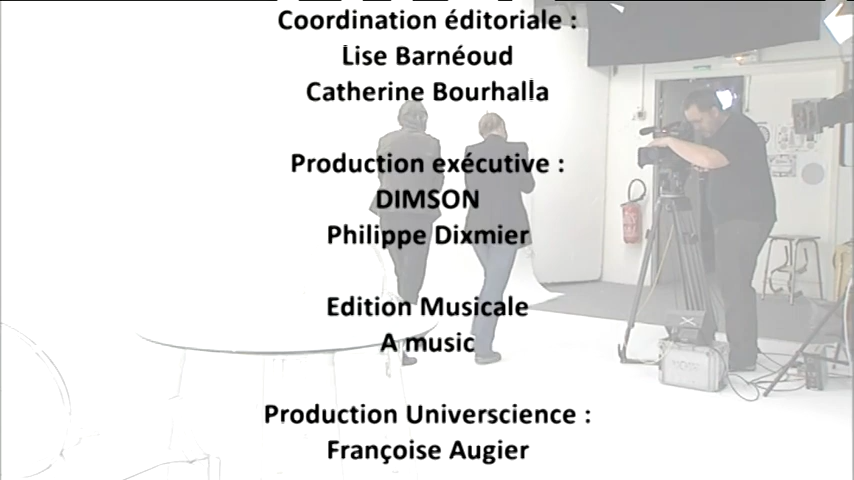 Coordination éditoriale :
Lise Barnéoud
Catherine Bourhalla
Production exécutive :
DIMSON
Philippe Dixmier
Edition Musicale
A music
Production Universcience :
Françoise Augier